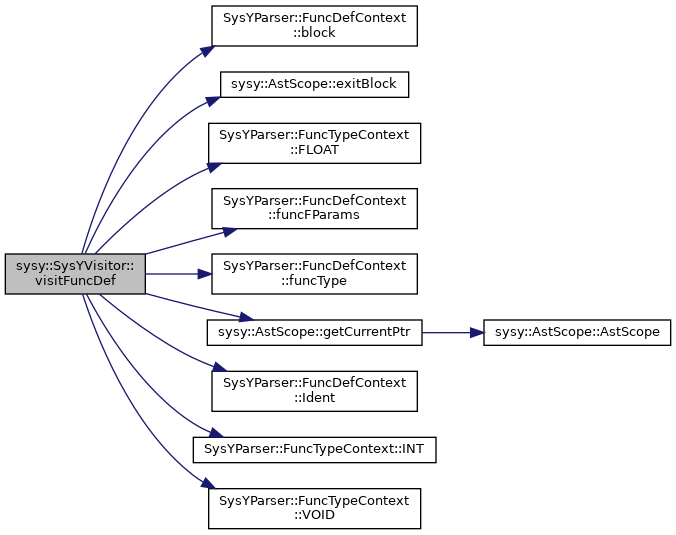 sysy::SysYVisitor::
visitFuncDef
SysYParser::FuncDefContext
::block
sysy::AstScope::exitBlock
SysYParser::FuncTypeContext
::FLOAT
SysYParser::FuncDefContext
::funcFParams
SysYParser::FuncDefContext
::funcType
sysy::AstScope::getCurrentPtr
sysy::AstScope::AstScope
SysYParser::FuncDefContext
::Ident
SysYParser::FuncTypeContext::INT
SysYParser::FuncTypeContext
::VOID